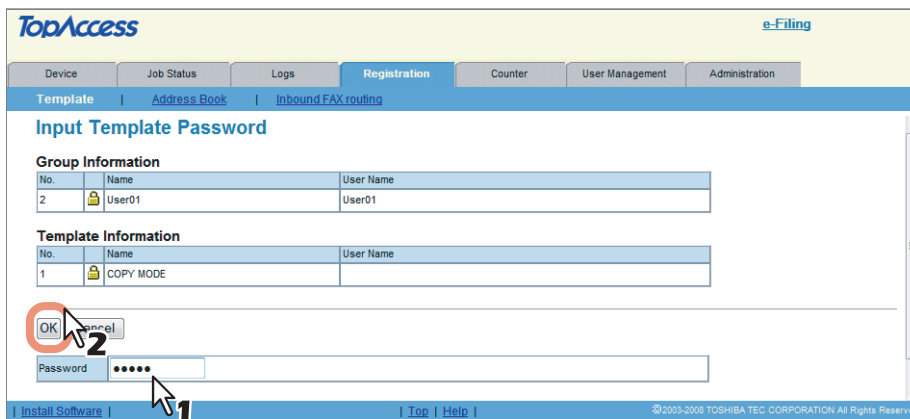 TopAccess
e-Filing
Device Job Status Logs Registration Counter User Management Administration
Template | Address Book | Inbound FAX routing
Input Template Password
Group Information
No. Name User Name
2 User01 User01
Template Information
No. Name User Name
1 COPY MODE
OK
2
Password •••••
1
| Install Software | | Top | Help | ©2003-2008 TOSHIBA TEC CORPORATION All Rights